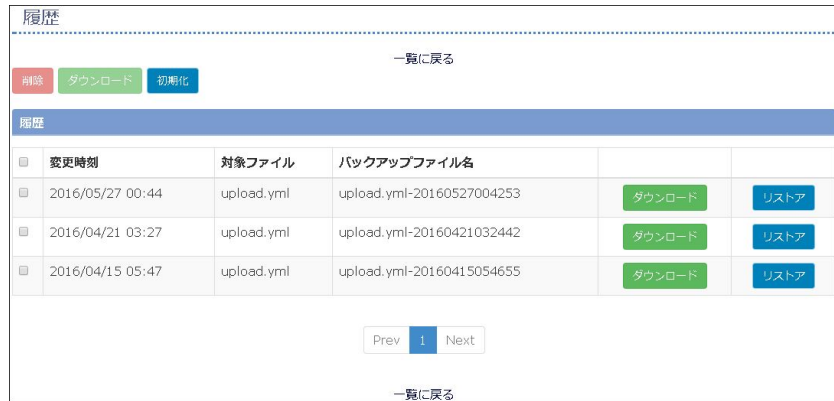 履歴
一覧に戻る
削除 ダウンロード 初期化
履歴
変更時刻 対象ファイル バックアップファイル名
2016/05/27 00:44 upload.yml upload.yml-20160527004253 ダウンロード リストア
2016/04/21 03:27 upload.yml upload.yml-20160421032442 ダウンロード リストア
2016/04/15 05:47 upload.yml upload.yml-20160415054655 ダウンロード リストア
Prev 1 Next
一覧に戻る